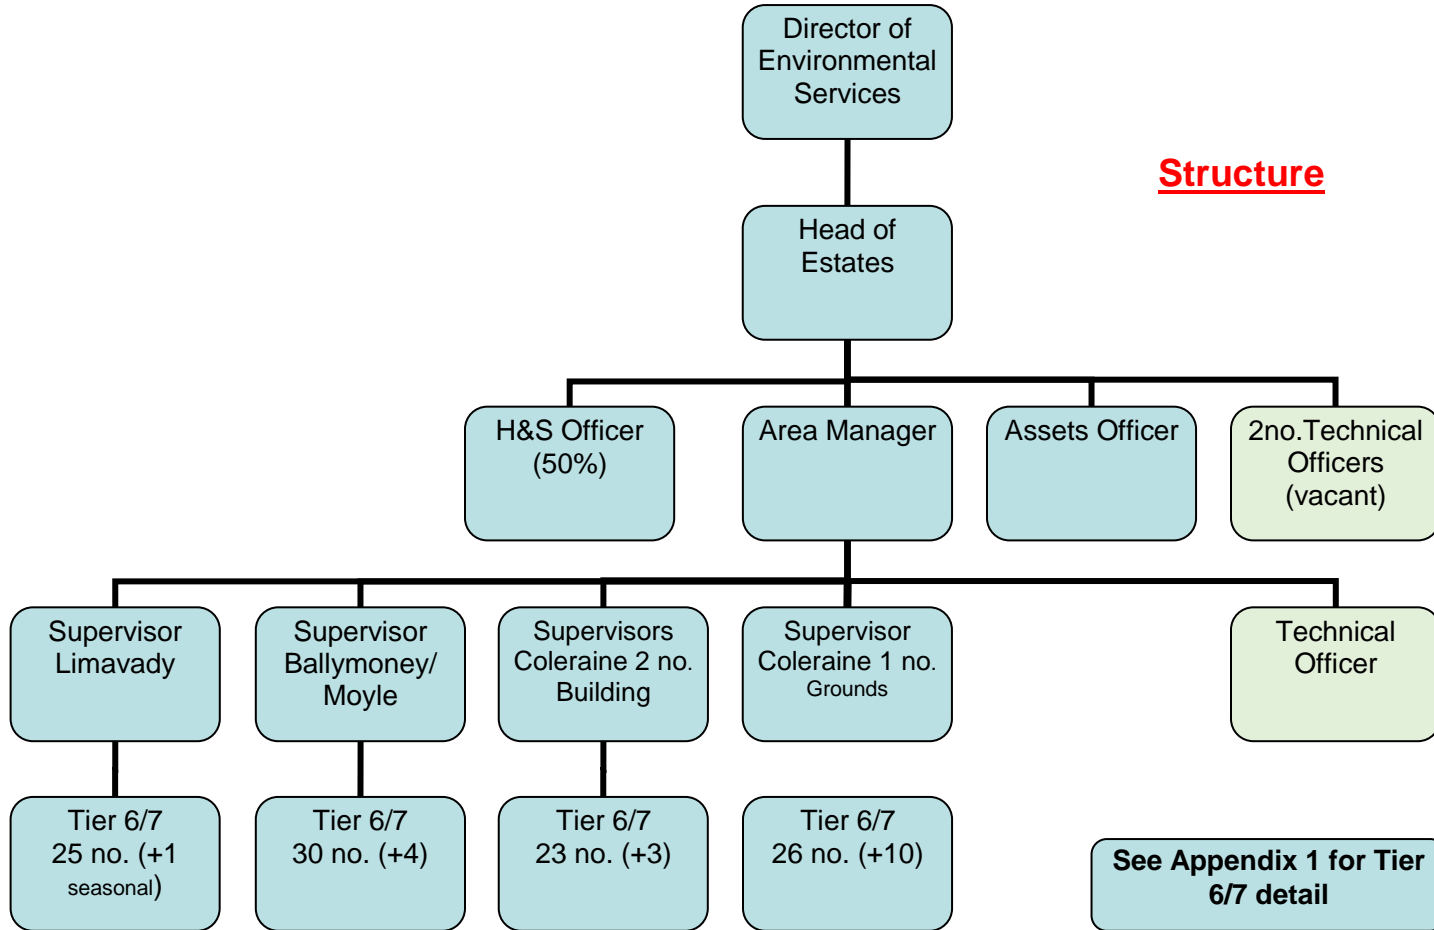 Director of
Environmental
Services
Structure
Head of
Estates
H&S Officer
(50%)
Area Manager
Assets Officer
2no.Technical
Officers
(vacant)
Supervisor
Limavady
Supervisor
Ballymoney/
Moyle
Supervisors
Coleraine 2 no.
Building
Supervisor
Coleraine 1 no.
Grounds
Technical
Officer
Tier 6/7
25 no. (+1
seasonal)
Tier 6/7
30 no. (+4)
Tier 6/7
23 no. (+3)
Tier 6/7
26 no. (+10)
See Appendix 1 for Tier
6/7 detail